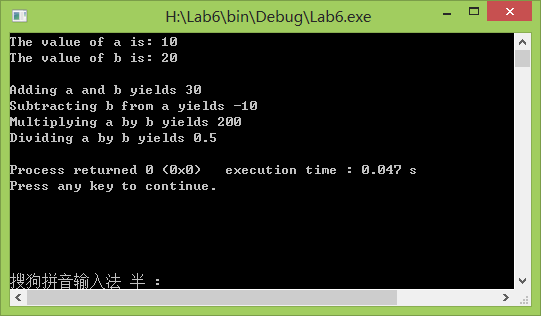 H:\Lab6\bin\Debug\Lab6.exe
The value of a is: 10
The value of b is: 20
Adding a and b yields 30
Subtracting b from a yields -10
Multiplying a by b yields 200
Dividing a by b yields 0.5
Process returned 0 (0x0)   execution time : 0.047 s
Press any key to continue.
搜狗拼音输入法 半 :